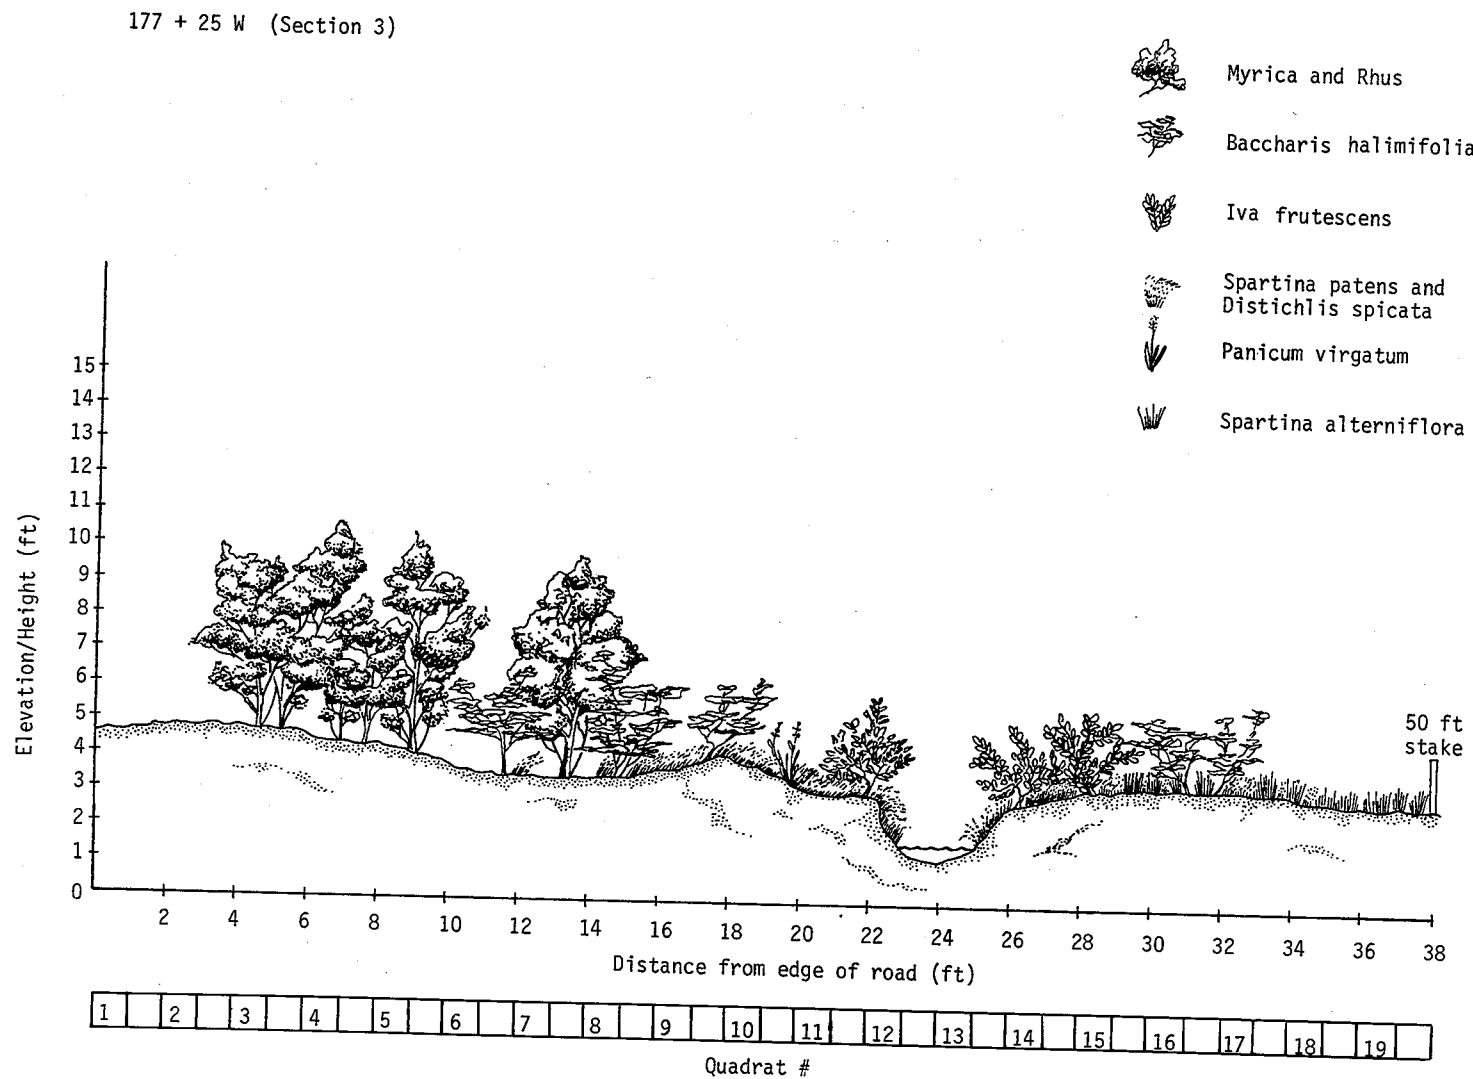 177 + 25 W (Section 3)
Myrica and Rhus
Baccharis halimifolia
Iva frutescens
Spartina patens and
Distichlis spicata
Panicum virgatum
Spartina alterniflora
Elevation/Height (ft)
15
14
13
12
11
10
9
8
7
6
5
4
3
2
1
0
50 ft
stake
2 4 6 8 10 12 14 16 18 20 22 24 26 28 30 32 34 36 38
Distance from edge of road (ft)
1 2 3 4 5 6 7 8 9 10 11 12 13 14 15 16 17 18 19
Quadrat #